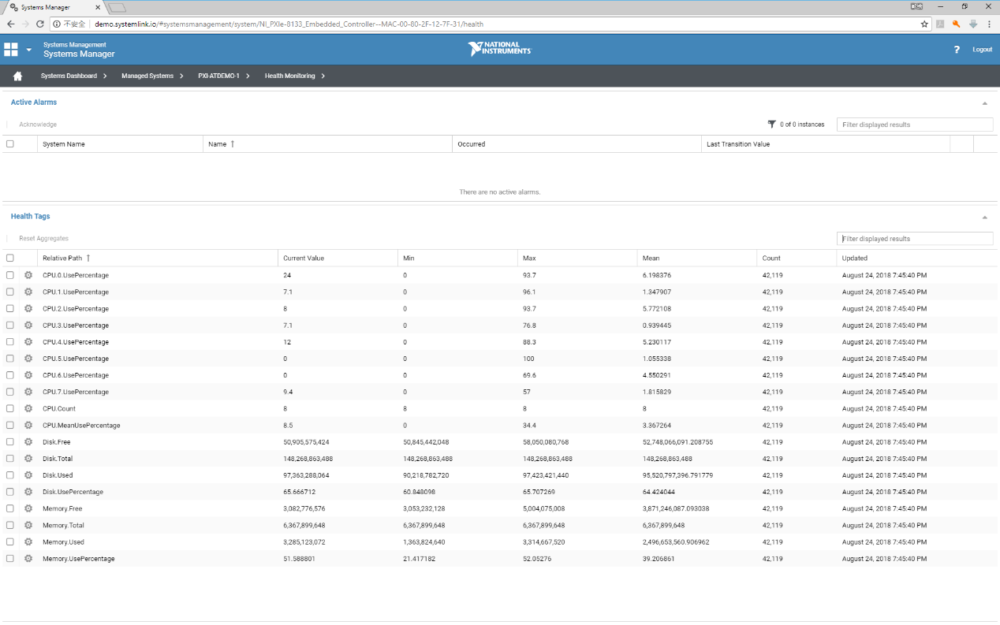 Systems Manager
不安全 demo.systemlink.io/#systemsmanagement/system/NI_PXIe-8133_Embedded_Controller--MAC-00-80-2F-12-7F-31/health
Systems Management
Systems Manager
NATIONAL INSTRUMENTS
? Logout
Systems Dashboard Managed Systems PXI-ATDEMO-1 Health Monitoring
Active Alarms
Acknowledge 0 of 0 instances Filter displayed results
System Name Name ↑ Occurred Last Transition Value
There are no active alarms.
Health Tags
Reset Aggregates Filter displayed results
Relative Path ↑ Current Value Min Max Mean Count Updated
CPU.0.UsePercentage 24 0 93.7 6.198376 42,119 August 24, 2018 7:45:40 PM
CPU.1.UsePercentage 7.1 0 96.1 1.347907 42,119 August 24, 2018 7:45:40 PM
CPU.2.UsePercentage 8 0 93.7 5.772108 42,119 August 24, 2018 7:45:40 PM
CPU.3.UsePercentage 7.1 0 76.8 0.939445 42,119 August 24, 2018 7:45:40 PM
CPU.4.UsePercentage 12 0 88.3 5.230117 42,119 August 24, 2018 7:45:40 PM
CPU.5.UsePercentage 0 0 100 1.055338 42,119 August 24, 2018 7:45:40 PM
CPU.6.UsePercentage 0 0 69.6 4.550291 42,119 August 24, 2018 7:45:40 PM
CPU.7.UsePercentage 9.4 0 57 1.815829 42,119 August 24, 2018 7:45:40 PM
CPU.Count 8 8 8 8 42,119 August 24, 2018 7:45:40 PM
CPU.MeanUsePercentage 8.5 0 34.4 3.367264 42,119 August 24, 2018 7:45:40 PM
Disk.Free 50,905,575,424 50,845,442,048 58,050,080,768 52,748,066,091.208755 42,119 August 24, 2018 7:45:40 PM
Disk.Total 148,268,863,488 148,268,863,488 148,268,863,488 148,268,863,488 42,119 August 24, 2018 7:45:40 PM
Disk.Used 97,363,288,064 90,218,782,720 97,423,421,440 95,520,797,396.791779 42,119 August 24, 2018 7:45:40 PM
Disk.UsePercentage 65.666712 60.848098 65.707269 64.424044 42,119 August 24, 2018 7:45:40 PM
Memory.Free 3,082,776,576 3,053,232,128 5,004,075,008 3,871,246,087.093038 42,119 August 24, 2018 7:45:40 PM
Memory.Total 6,367,899,648 6,367,899,648 6,367,899,648 6,367,899,648 42,119 August 24, 2018 7:45:40 PM
Memory.Used 3,285,123,072 1,363,824,640 3,314,667,520 2,496,653,560.906962 42,119 August 24, 2018 7:45:40 PM
Memory.UsePercentage 51.588801 21.417182 52.05276 39.206861 42,119 August 24, 2018 7:45:40 PM